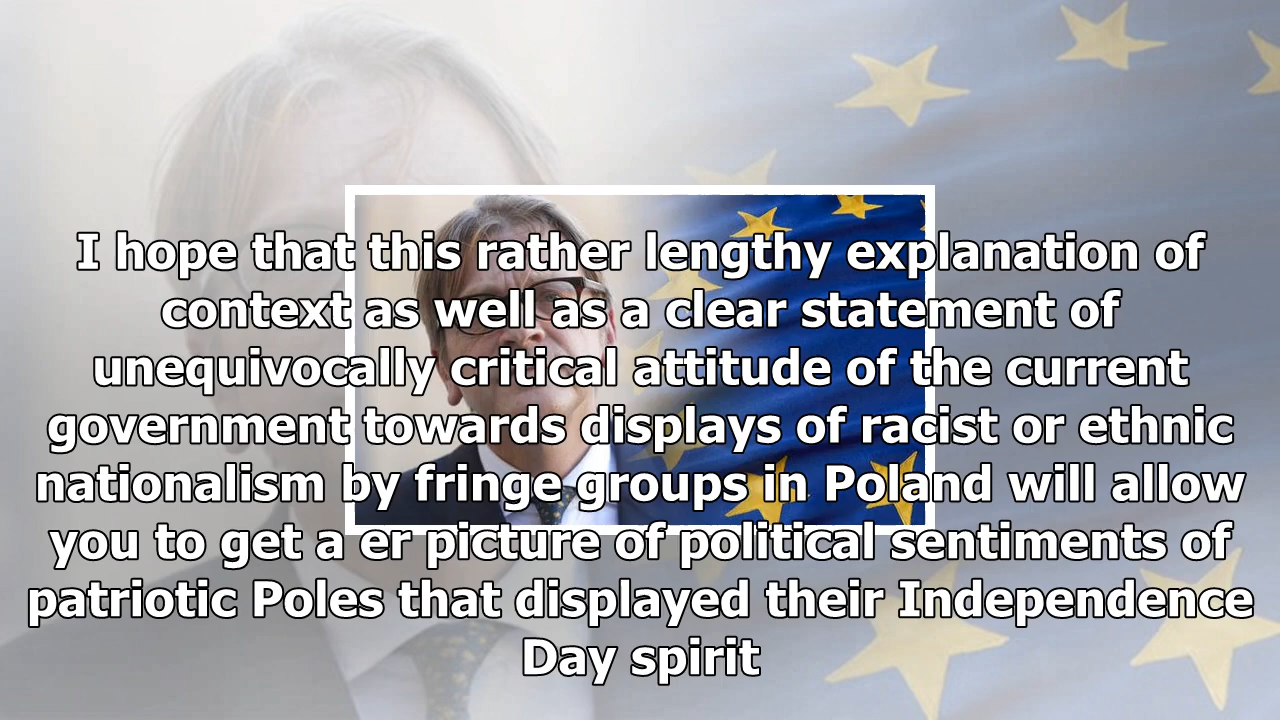 I hope that this rather lengthy explanation of
context as well as a clear statement of
unequivocally critical attitude of the current
government towards displays of racist or ethnic
nationalism by fringe groups in Poland will allow
you to get a er picture of political sentiments of
patriotic Poles that displayed their Independence
Day spirit